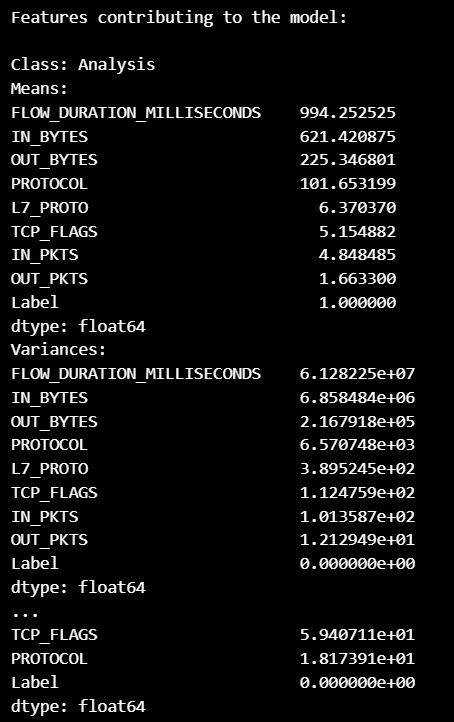 Features contributing to the model:
Class: Analysis
Means:
FLOW_DURATION_MILLISECONDS 994.252525
IN_BYTES 621.420875
OUT_BYTES 225.346801
PROTOCOL 101.653199
L7_PROTO 6.370370
TCP_FLAGS 5.154882
IN_PKTS 4.848485
OUT_PKTS 1.663300
Label 1.000000
dtype: float64
Variances:
FLOW_DURATION_MILLISECONDS 6.128225e+07
IN_BYTES 6.858484e+06
OUT_BYTES 2.167918e+05
PROTOCOL 6.570748e+03
L7_PROTO 3.895245e+02
TCP_FLAGS 1.124759e+02
IN_PKTS 1.013587e+02
OUT_PKTS 1.212949e+01
Label 0.000000e+00
dtype: float64
...
TCP_FLAGS 5.940711e+01
PROTOCOL 1.817391e+01
Label 0.000000e+00
dtype: float64